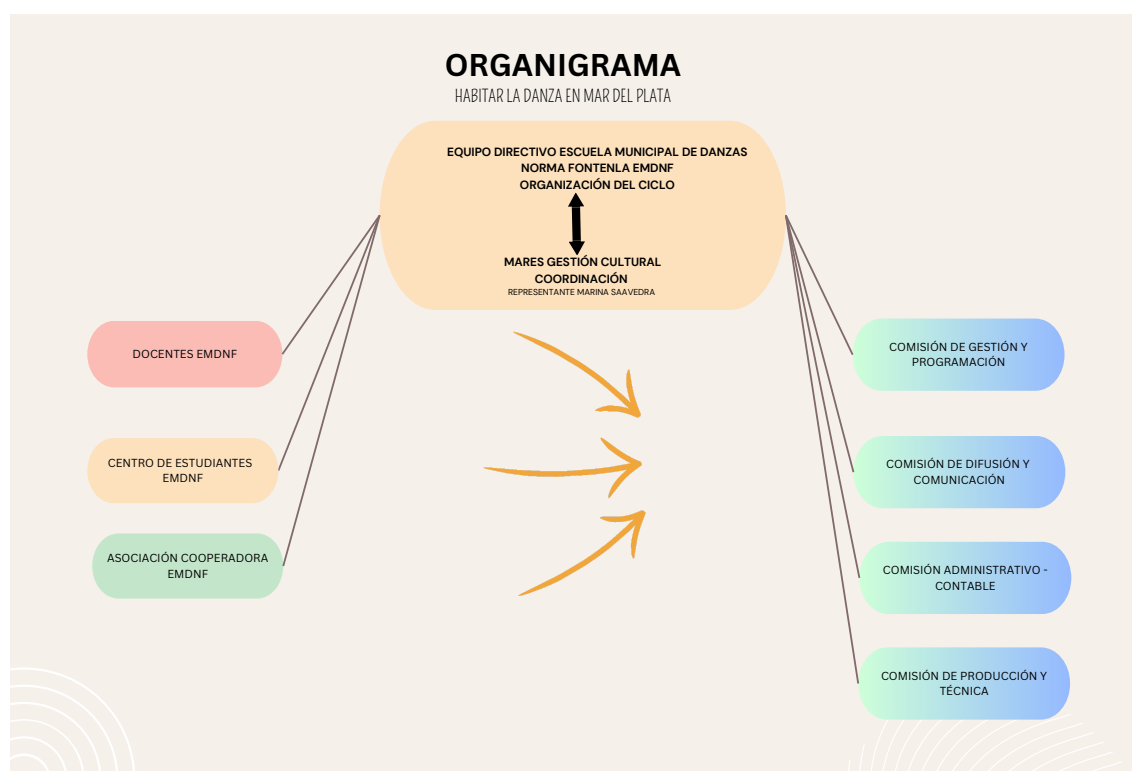 ORGANIGRAMA
HABITAR LA DANZA EN MAR DEL PLATA
EQUIPO DIRECTIVO ESCUELA MUNICIPAL DE DANZAS
NORMA FONTENLA EMDNF
ORGANIZACIÓN DEL CICLO
MARES GESTIÓN CULTURAL
COORDINACIÓN
REPRESENTANTE MARINA SAAVEDRA
DOCENTES EMDNF
CENTRO DE ESTUDIANTES
EMDNF
ASOCIACIÓN COOPERADORA
EMDNF
COMISIÓN DE GESTIÓN Y
PROGRAMACIÓN
COMISIÓN DE DIFUSIÓN Y
COMUNICACIÓN
COMISIÓN ADMINISTRATIVO -
CONTABLE
COMISIÓN DE PRODUCCIÓN Y
TÉCNICA